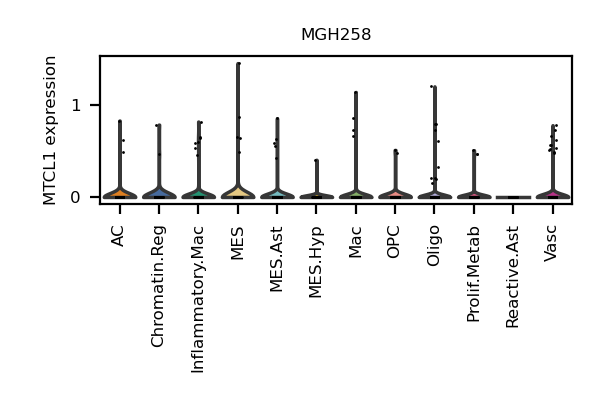 MGH258
MTCL1 expression
1
0
AC
Chromatin.Reg
Inflammatory.Mac
MES
MES.Ast
MES.Hyp
Mac
OPC
Oligo
Prolif.Metab
Reactive.Ast
Vasc